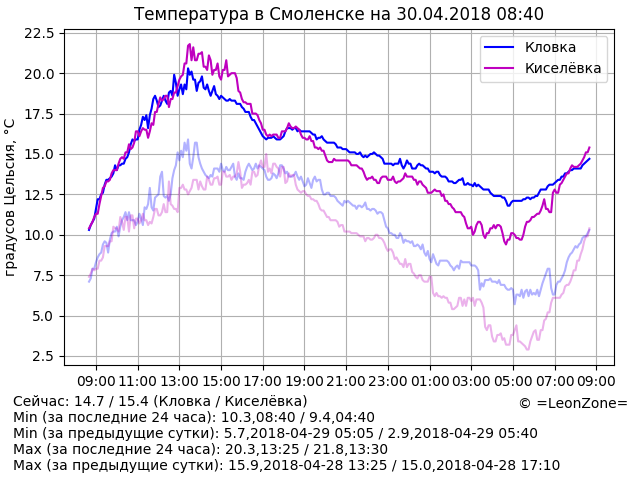 Температура в Смоленске на 30.04.2018 08:40
22.5
20.0
17.5
15.0
12.5
10.0
7.5
5.0
2.5
градусов Цельсия, °C
Кловка
Киселёвка
09:00 11:00 13:00 15:00 17:00 19:00 21:00 23:00 01:00 03:00 05:00 07:00 09:00
Сейчас: 14.7 / 15.4 (Кловка / Киселёвка)
© =LeonZone=
Min (за последние 24 часа): 10.3,08:40 / 9.4,04:40
Min (за предыдущие сутки): 5.7,2018-04-29 05:05 / 2.9,2018-04-29 05:40
Max (за последние 24 часа): 20.3,13:25 / 21.8,13:30
Max (за предыдущие сутки): 15.9,2018-04-28 13:25 / 15.0,2018-04-28 17:10